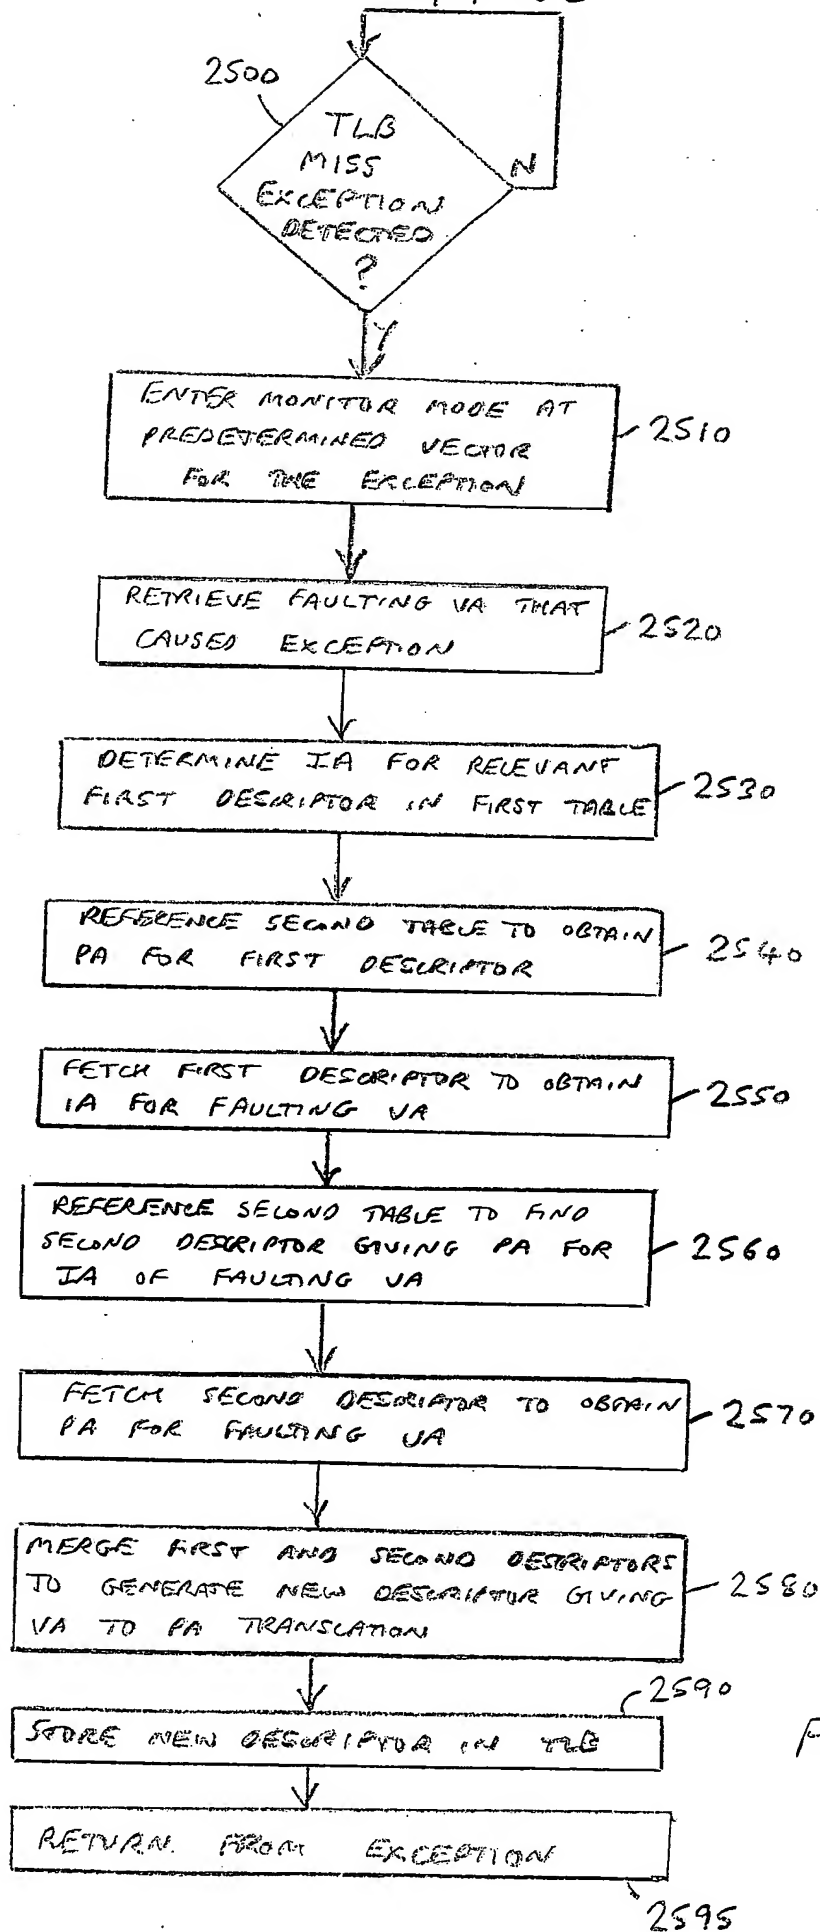 2500
TLB
MISS
EXCEPTION
DETECTED
?
N
Y
ENTER MONITOR MODE AT
PREDETERMINED VECTOR
FOR THE EXCEPTION
2510
RETRIEVE FAULTING VA THAT
CAUSED EXCEPTION
2520
DETERMINE IA FOR RELEVANT
FIRST DESCRIPTOR IN FIRST TABLE
2530
REFERENCE SECOND TABLE TO OBTAIN
PA FOR FIRST DESCRIPTOR
2540
FETCH FIRST DESCRIPTOR TO OBTAIN
IA FOR FAULTING VA
2550
REFERENCE SECOND TABLE TO FIND
SECOND DESCRIPTOR GIVING PA FOR
IA OF FAULTING VA
2560
FETCH SECOND DESCRIPTOR TO OBTAIN
PA FOR FAULTING VA
2570
MERGE FIRST AND SECOND DESCRIPTORS
TO GENERATE NEW DESCRIPTOR GIVING
VA TO PA TRANSLATION
2580
2590
STORE NEW DESCRIPTOR IN TLB
RETURN FROM EXCEPTION
2595